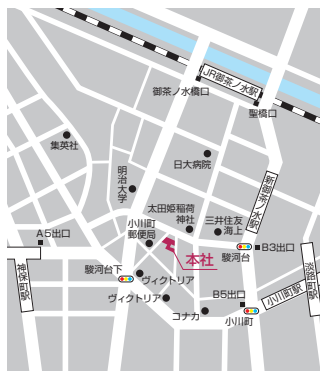 JR御茶ノ水駅
御茶ノ水橋口
聖橋口
集英社
日大病院
明治
大学
新御茶ノ水駅
太田姫稲荷
神社
小川町
郵便局
三井住友
海上
A5出口
B3出口
本社
駿河台
神保町駅
駿河台下
ヴィクトリア
淡路町駅
ヴィクトリア
B5出口
小川町駅
コナカ
小川町